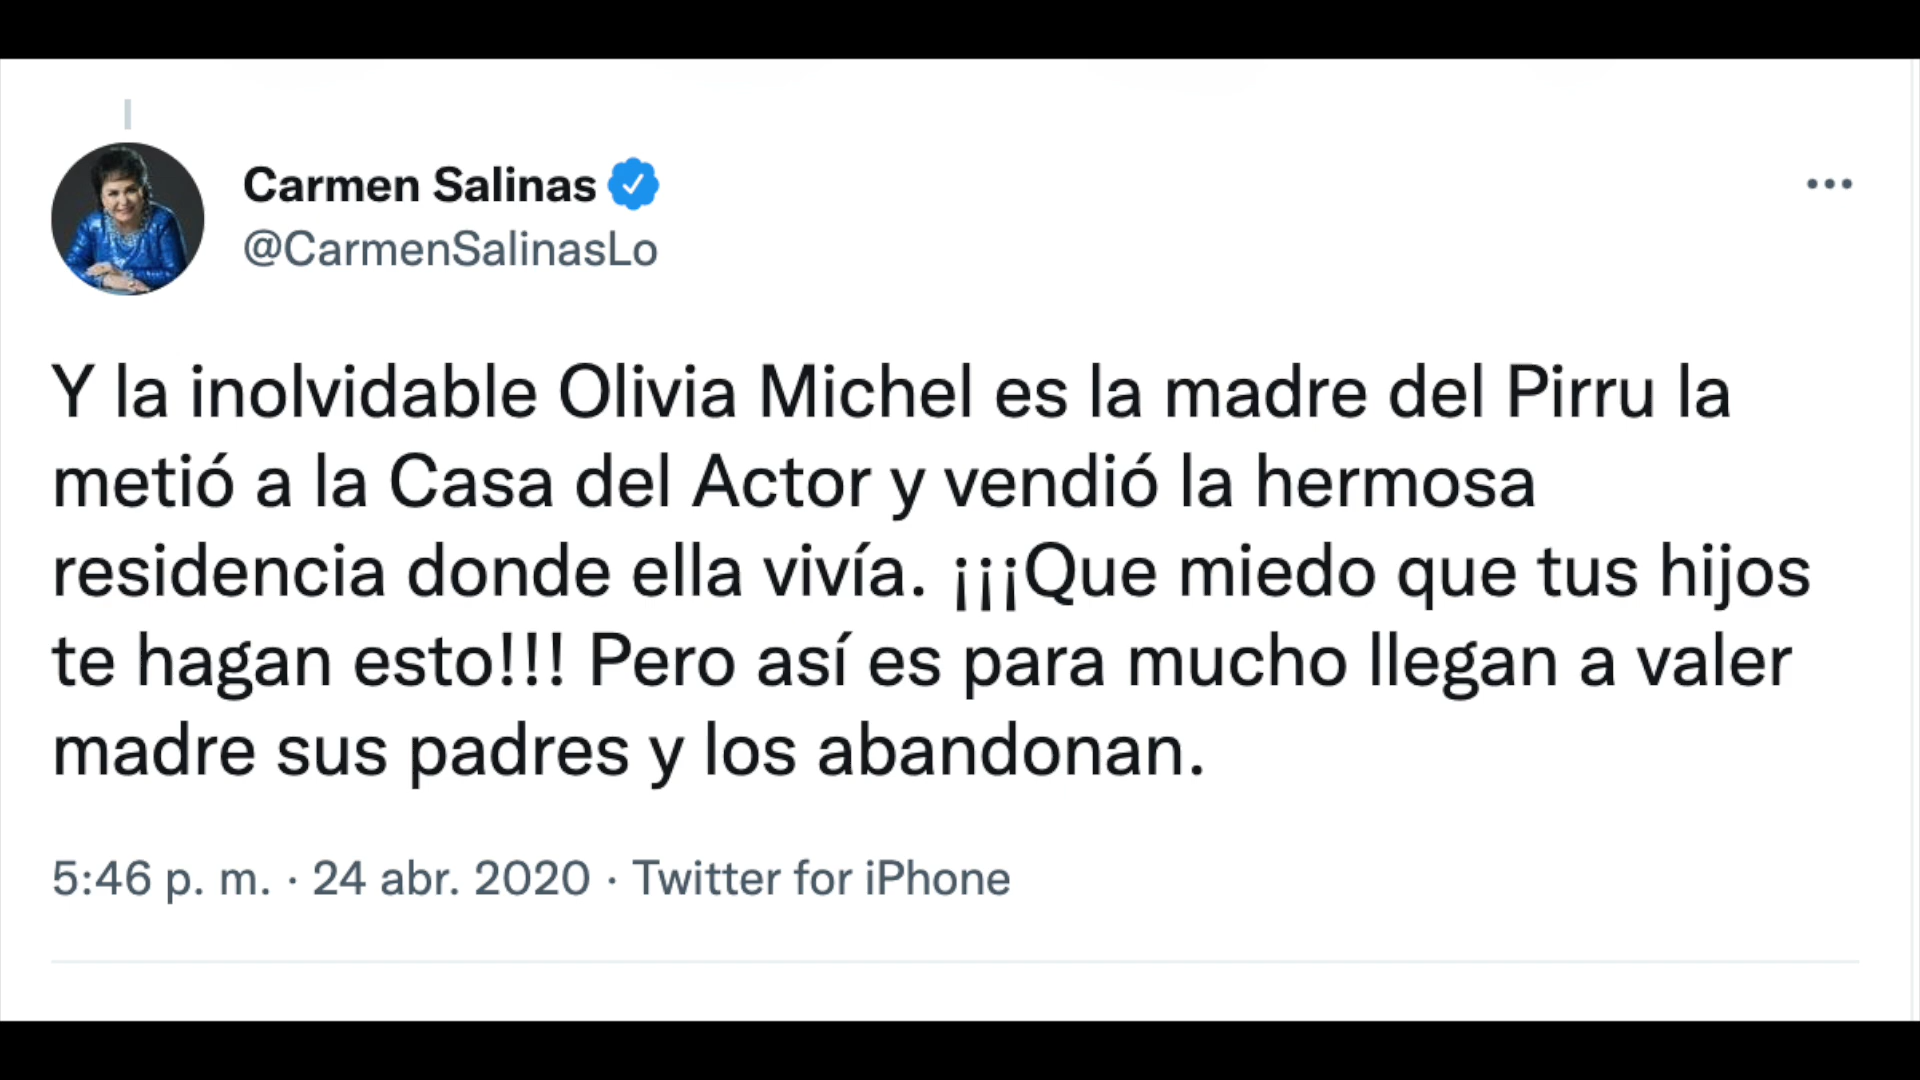 Carmen Salinas
@CarmenSalinasLo
Y la inolvidable Olivia Michel es la madre del Pirru la
metió a la Casa del Actor y vendió la hermosa
residencia donde ella vivía. ¡¡¡Que miedo que tus hijos
te hagan esto!!! Pero así es para mucho llegan a valer
madre sus padres y los abandonan.
5:46 p. m. · 24 abr. 2020 · Twitter for iPhone